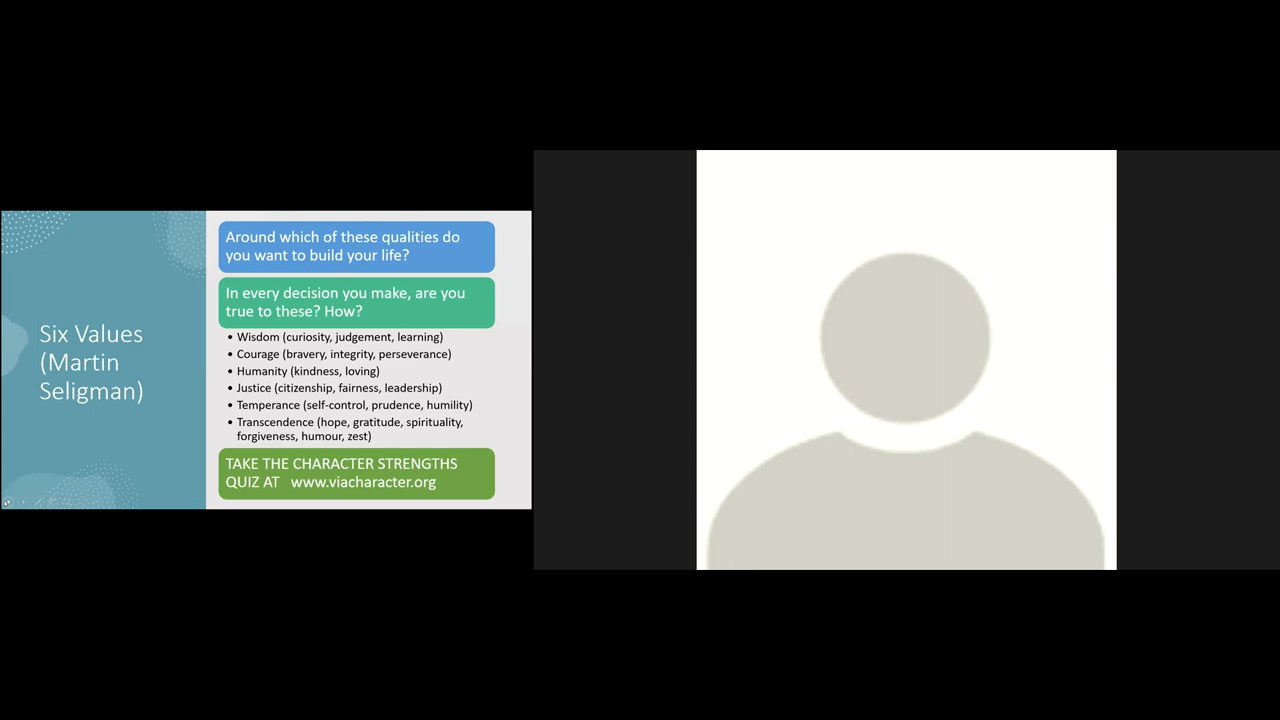 Six Values
(Martin
Seligman)
Around which of these qualities do
you want to build your life?
In every decision you make, are you
true to these? How?
• Wisdom (curiosity, judgement, learning)
• Courage (bravery, integrity, perseverance)
• Humanity (kindness, loving)
• Justice (citizenship, fairness, leadership)
• Temperance (self-control, prudence, humility)
• Transcendence (hope, gratitude, spirituality,
forgiveness, humour, zest)
TAKE THE CHARACTER STRENGTHS
QUIZ AT www.viacharacter.org